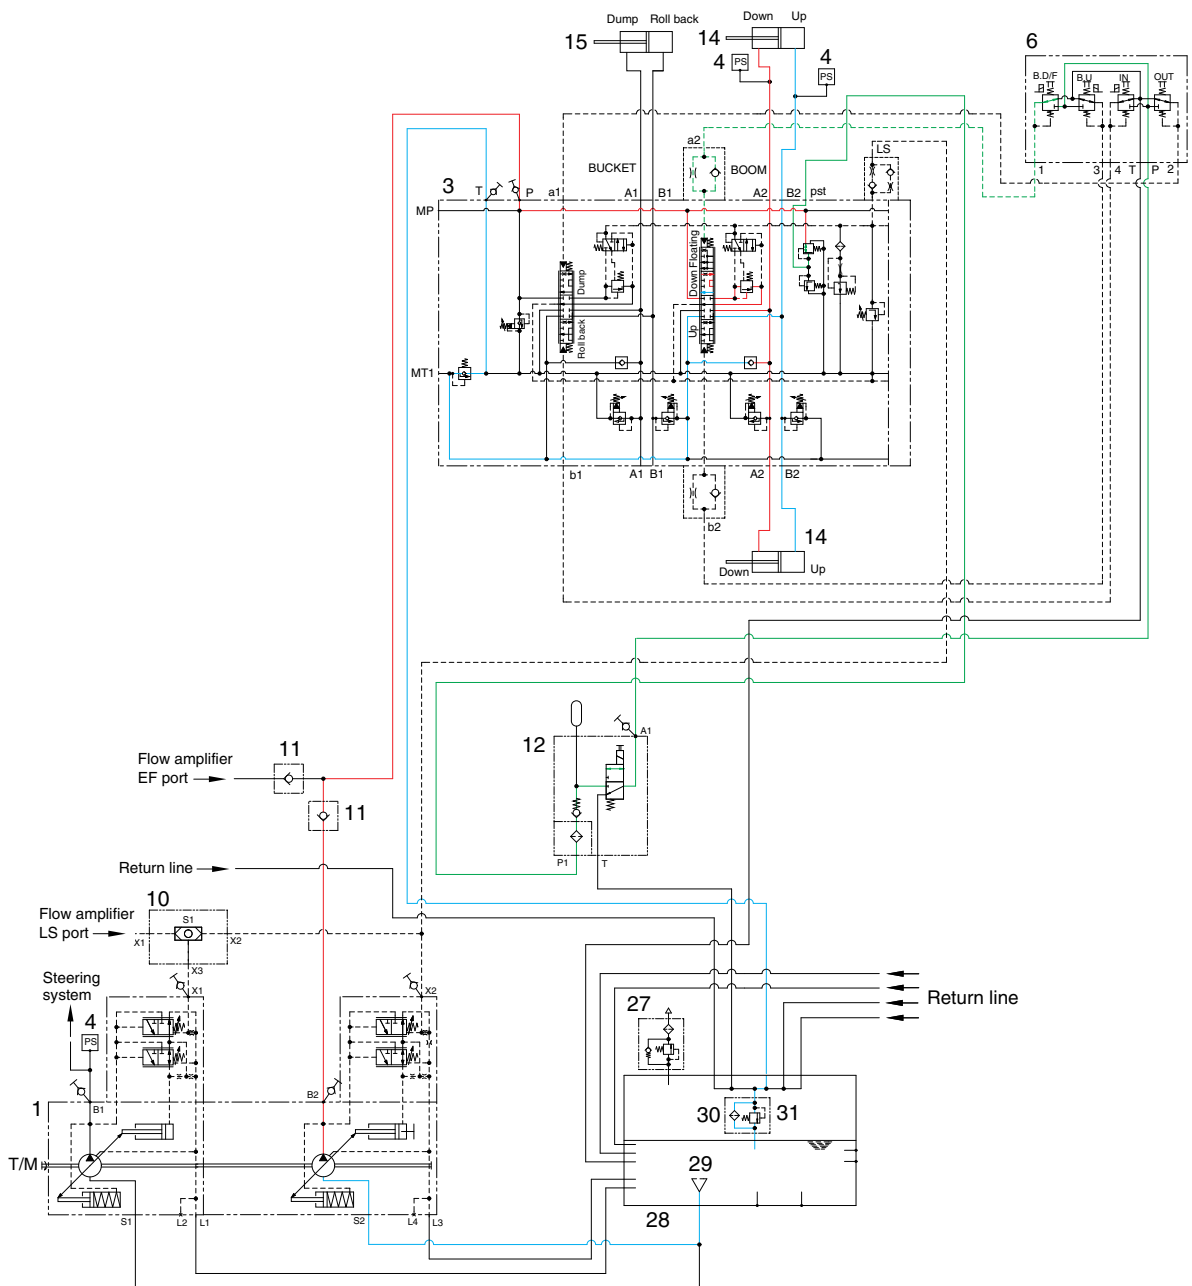 Dump Roll back
15
Down Up
14
4
PS
4
PS
6
B.D/F B.U IN OUT
1 3 4 T P 2
a2
LS
BUCKET BOOM
3 T P a1 A1 B1 A2 B2 pst
MP
Dump
Roll back
Down Floating
Up
MT1
b1 A1 B1 A2 B2
b2
14
Down Up
12
A1
P1 T
Flow amplifier
EF port
11
11
Return line
10
Flow amplifier
LS port
S1
X1 X2
X3
Steering
system
4
PS
X1
X2
1
B1
B2
T/M
S1 L2 L1
S2 L4 L3
27
Return line
30 31
29
28